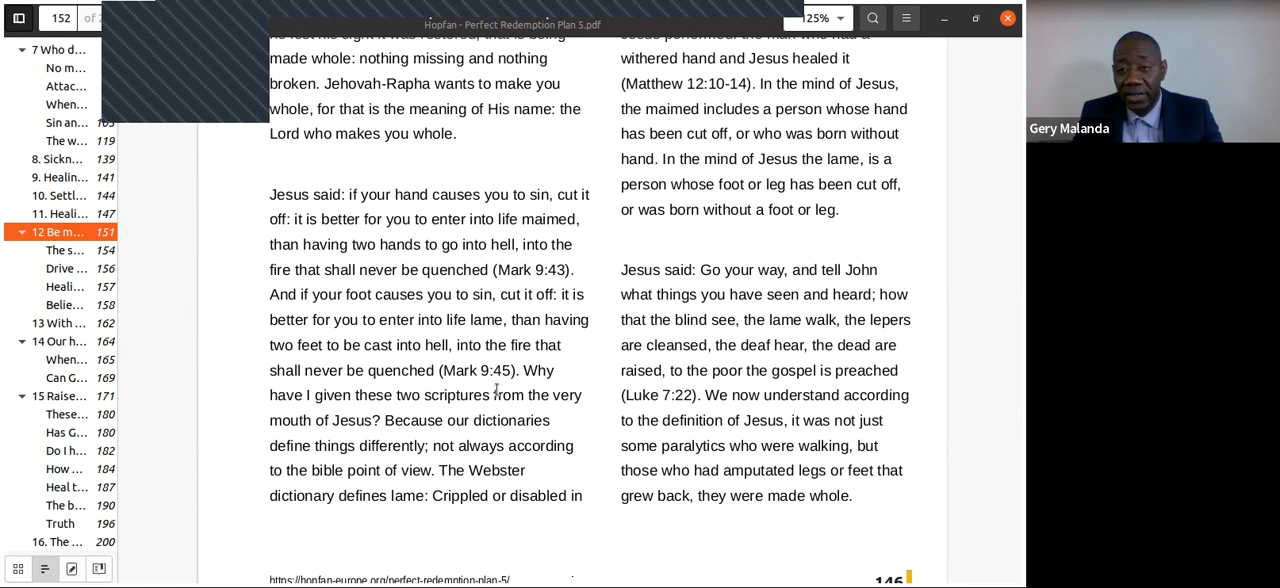 152 of
Hopfan - Perfect Redemption Plan 5.pdf
125%
7 Who d...
No m...
Attac...
When...
Sin an... 105
The w... 119
8. Sickn... 139
9. Healin... 141
10. Settl... 144
11. Heali... 147
12 Be m... 151
The s... 154
Drive ... 156
Heali... 157
Belie... 158
13 With ... 162
14 Our h... 164
When... 165
Can G... 169
15 Raise... 171
These... 180
Has G... 180
Do I h... 182
How ... 184
Heal t... 187
The b... 190
Truth 196
16. The ... 200
made whole: nothing missing and nothing
broken. Jehovah-Rapha wants to make you
whole, for that is the meaning of His name: the
Lord who makes you whole.
Jesus said: if your hand causes you to sin, cut it
off: it is better for you to enter into life maimed,
than having two hands to go into hell, into the
fire that shall never be quenched (Mark 9:43).
And if your foot causes you to sin, cut it off: it is
better for you to enter into life lame, than having
two feet to be cast into hell, into the fire that
shall never be quenched (Mark 9:45). Why
have I given these two scriptures from the very
mouth of Jesus? Because our dictionaries
define things differently; not always according
to the bible point of view. The Webster
dictionary defines lame: Crippled or disabled in
withered hand and Jesus healed it
(Matthew 12:10-14). In the mind of Jesus,
the maimed includes a person whose hand
has been cut off, or who was born without
hand. In the mind of Jesus the lame, is a
person whose foot or leg has been cut off,
or was born without a foot or leg.
Jesus said: Go your way, and tell John
what things you have seen and heard; how
that the blind see, the lame walk, the lepers
are cleansed, the deaf hear, the dead are
raised, to the poor the gospel is preached
(Luke 7:22). We now understand according
to the definition of Jesus, it was not just
some paralytics who were walking, but
those who had amputated legs or feet that
grew back, they were made whole.
https://hopfan-europe.org/perfect-redemption-plan-5/
146
Gery Malanda